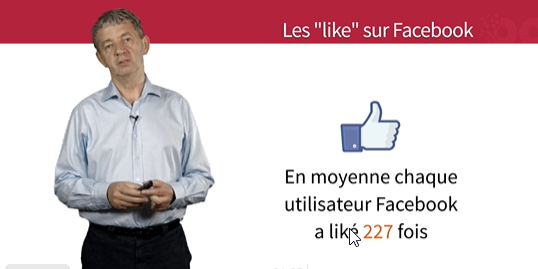 Les "like" sur Facebook
En moyenne chaque
utilisateur Facebook
a liké 227 fois